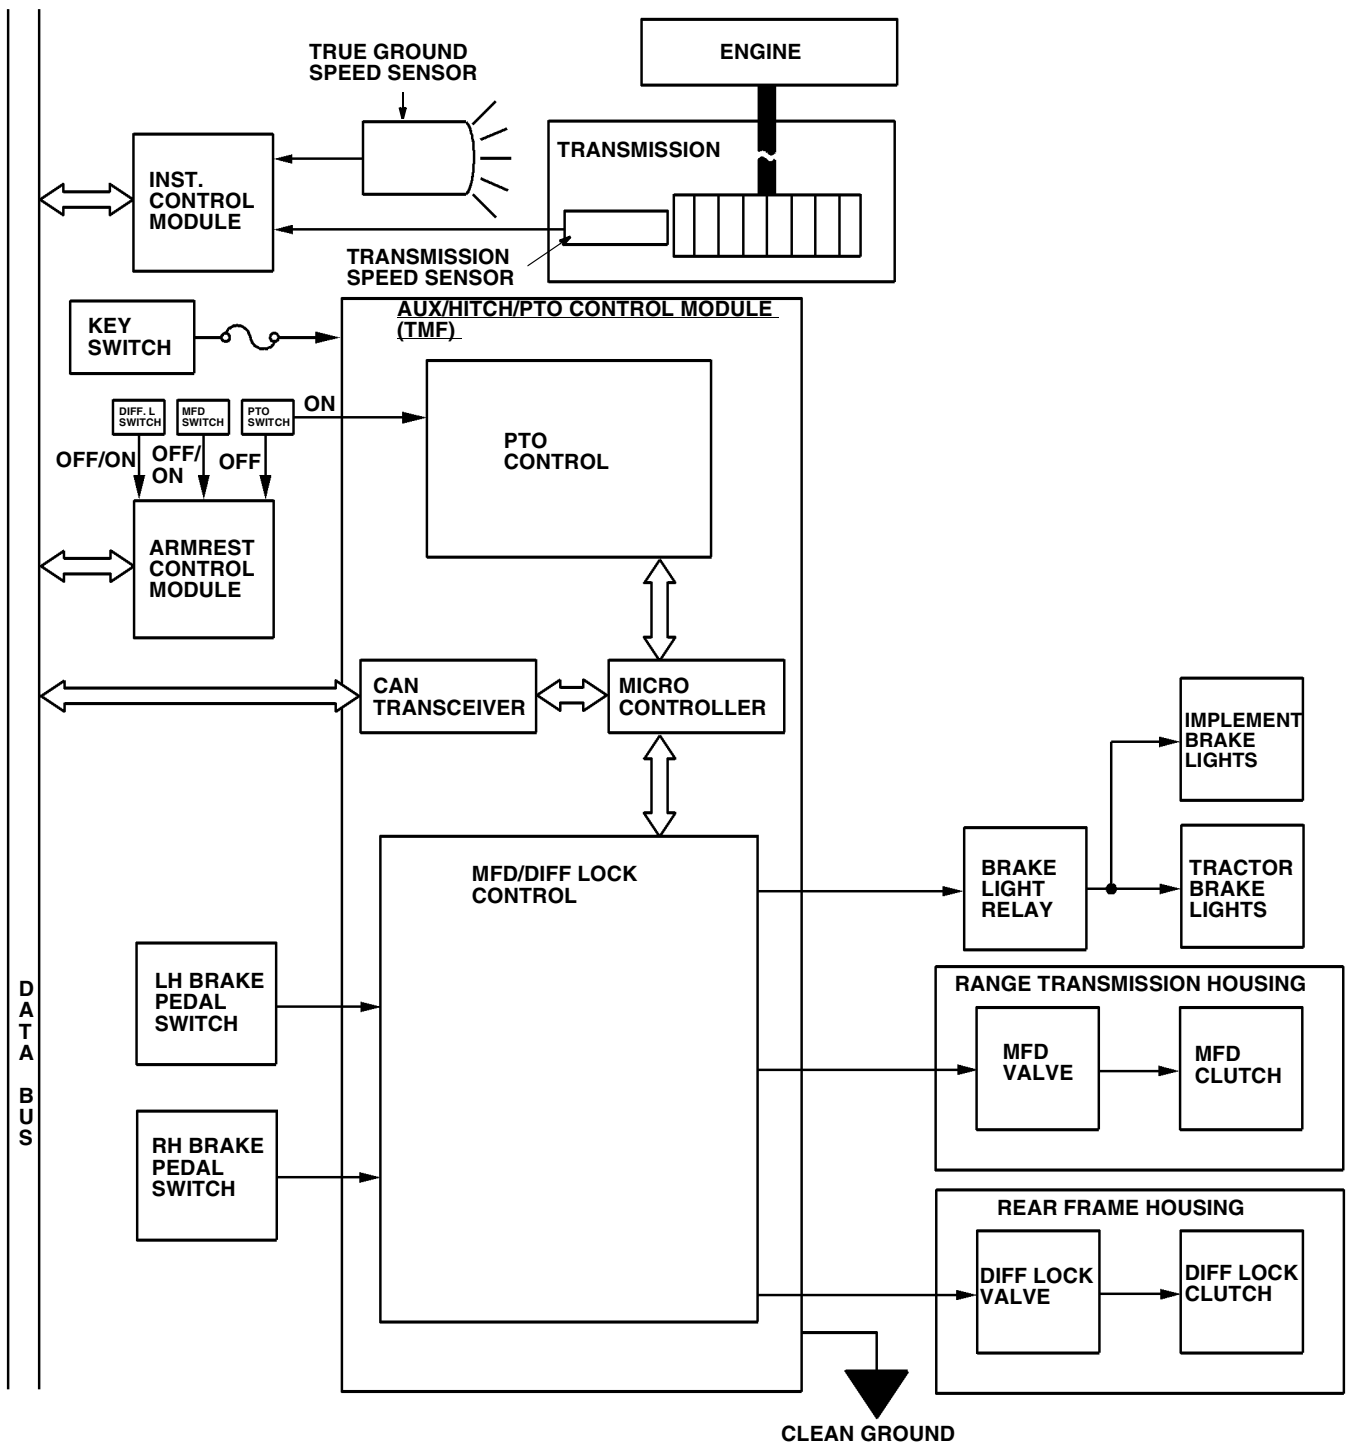 TRUE GROUND
SPEED SENSOR
ENGINE
TRANSMISSION
INST.
CONTROL
MODULE
TRANSMISSION
SPEED SENSOR
AUX/HITCH/PTO CONTROL MODULE
(TMF)
KEY
SWITCH
DIFF. L
SWITCH
MFD
SWITCH
PTO
SWITCH
ON
OFF/ON
OFF/
ON
OFF
PTO
CONTROL
ARMREST
CONTROL
MODULE
CAN
TRANSCEIVER
MICRO
CONTROLLER
IMPLEMENT
BRAKE
LIGHTS
MFD/DIFF LOCK
CONTROL
BRAKE
LIGHT
RELAY
TRACTOR
BRAKE
LIGHTS
LH BRAKE
PEDAL
SWITCH
RANGE TRANSMISSION HOUSING
MFD
VALVE
MFD
CLUTCH
DATA BUS
RH BRAKE
PEDAL
SWITCH
REAR FRAME HOUSING
DIFF LOCK
VALVE
DIFF LOCK
CLUTCH
CLEAN GROUND